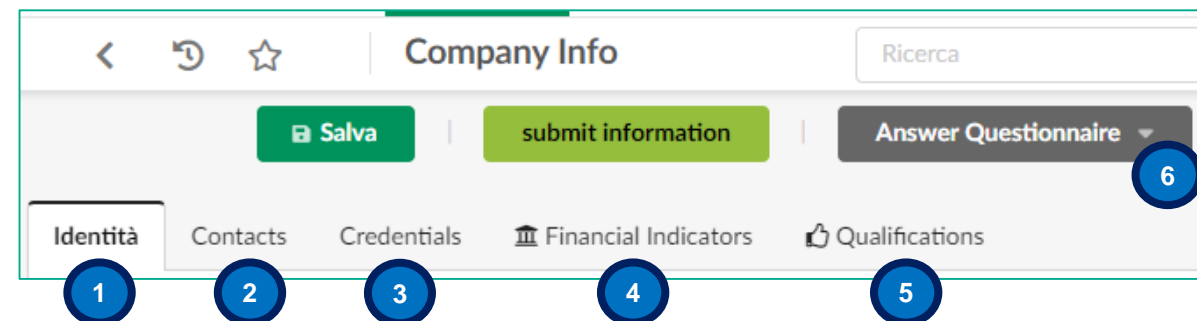 Company Info
Ricerca
Salva
submit information
Answer Questionnaire
6
Identità
Contacts
Credentials
Financial Indicators
Qualifications
1
2
3
4
5